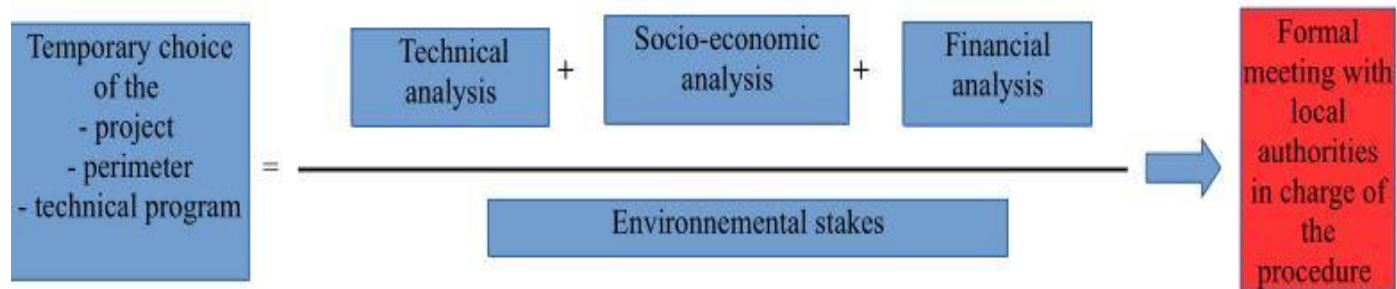 Temporary choice
of the
- project
- perimeter
- technical program
=
Technical
analysis
+
Socio-economic
analysis
+
Financial
analysis
Environnemental stakes
Formal
meeting with
local
authorities
in charge of
the
procedure